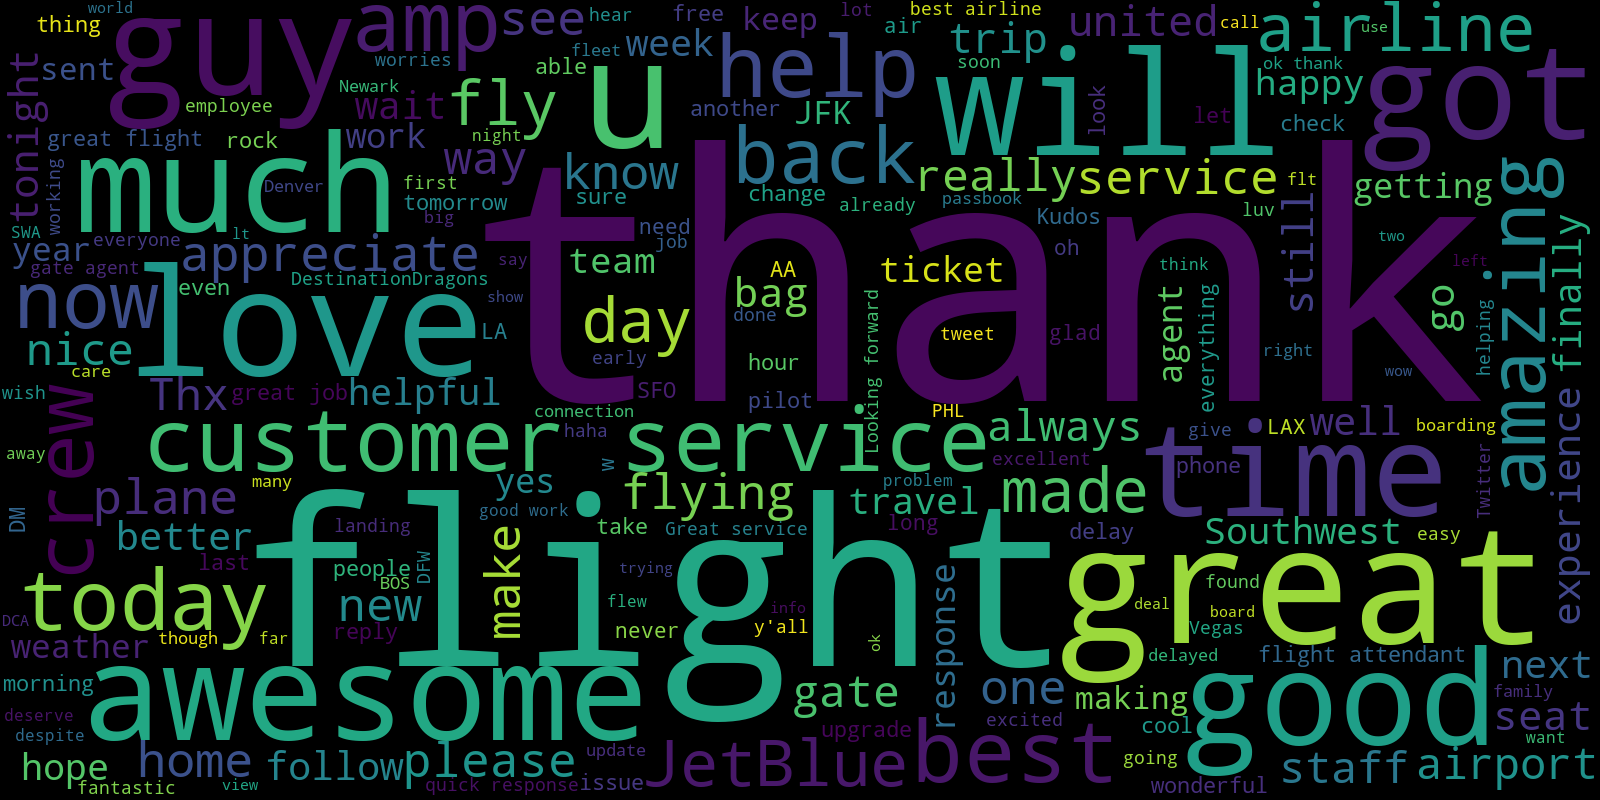 world
thing
guy
amp
see
hear
free
keep
lot
best airline
air
united
call
airline
use
sent
tonight
worries
fleet
week
able
help
trip
soon
will
ok thank
happy
got
Newark
employee
wait
fly
u
another
JFK
look
let
check
great flight
rock
work
night
way
know
back
really
service
flt
getting
amazing
much
Denver
working
first
tomorrow
sure
change
already
passbook
Kudos
luv
still
finally
SWA
lt
big
need
job
oh
two
year
everyone
appreciate
thank
say
team
AA
ticket
think
left
gate agent
even
DestinationDragons
now
love
show
day
bag
done
tweet
glad
agent
everything
go
helping
nice
LA
early
hour
Looking forward
right
wow
care
wish
Thx
great job
helpful
SFO
pilot
crew
connection
haha
PHL
always
give
LAX
well
boarding
customer service
away
excellent
time
experience
many
plane
yes
w
flying
problem
travel
made
phone
Twitter
DM
better
landing
good work
take
Great service
long
delay
Southwest
easy
last
flight
make
people
BOS
DFW
trying
response
great
found
today
new
flew
info
deal
board
DCA
weather
though
far
reply
never
y'all
ok
Vegas
morning
awesome
gate
one
delayed
flight attendant
next
making
good
family
deserve
despite
upgrade
excited
cool
seat
want
hope
home
follow
please
update
JetBlue
best
going
staff
airport
fantastic
view
quick response
issue
wonderful